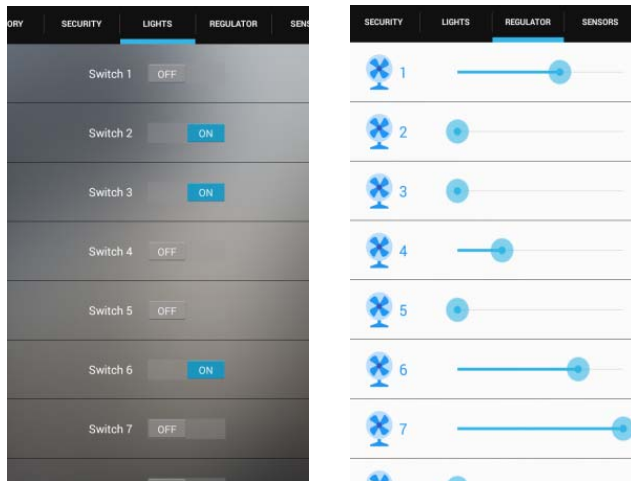 ORY SECURITY LIGHTS REGULATOR SENS
Switch 1 OFF
Switch 2 ON
Switch 3 ON
Switch 4 OFF
Switch 5 OFF
Switch 6 ON
Switch 7 OFF
SECURITY LIGHTS REGULATOR SENSORS
1
2
3
4
5
6
7